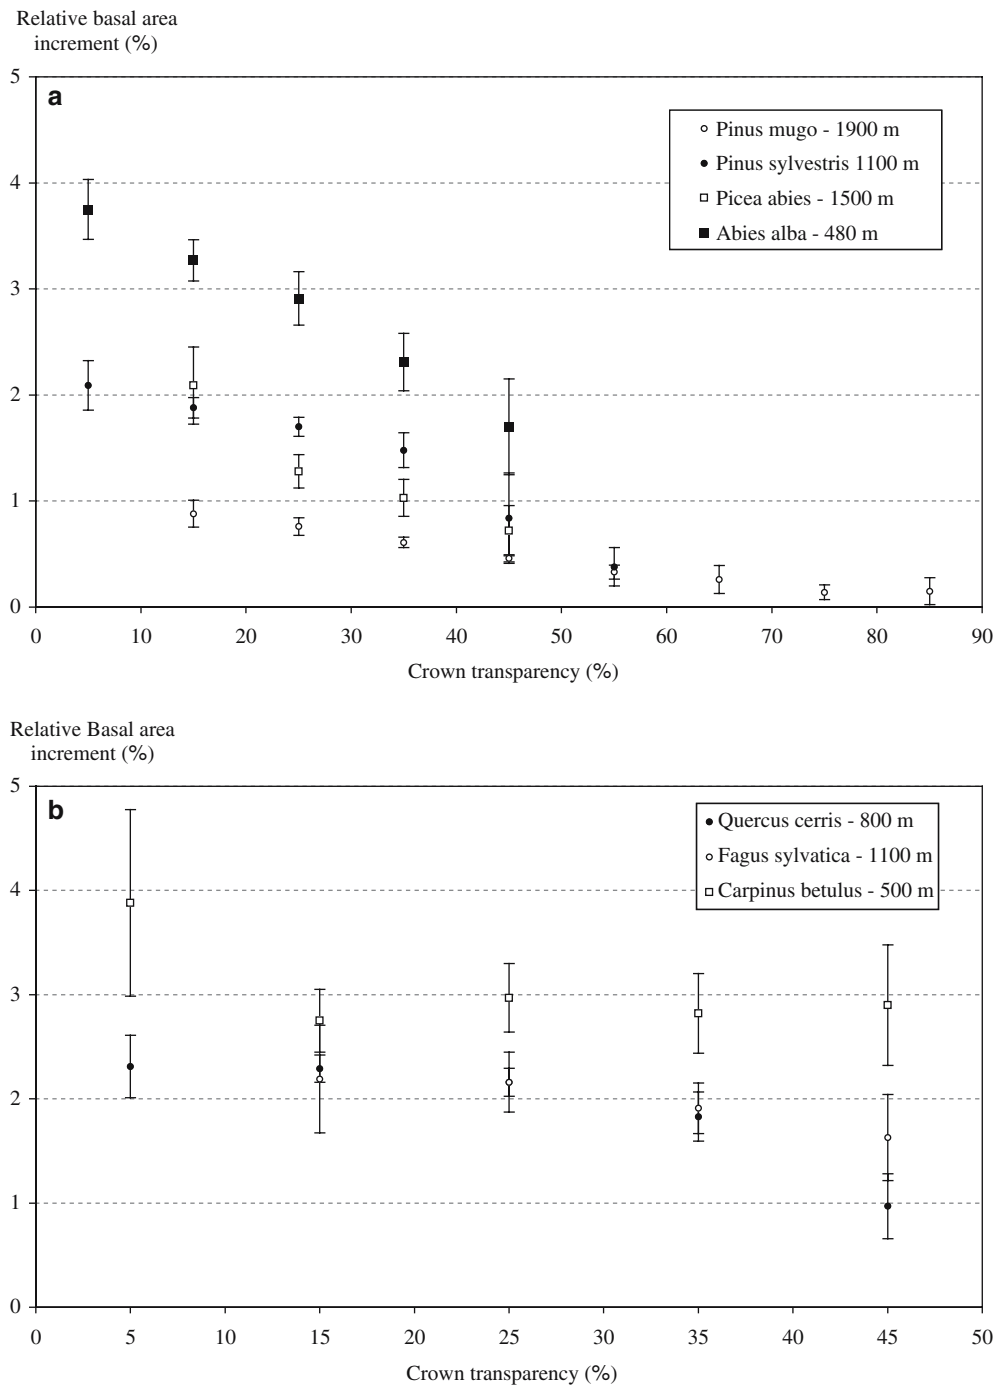 Relative basal area
increment (%)
5
a
Pinus mugo - 1900 m
Pinus sylvestris 1100 m
4
Picea abies - 1500 m
Abies alba - 480 m
3
2
1
0
0 10 20 30 40 50 60 70 80 90
Crown transparency (%)
Relative Basal area
increment (%)
5
b
Quercus cerris - 800 m
Fagus sylvatica - 1100 m
4
Carpinus betulus - 500 m
3
2
1
0
0 5 10 15 20 25 30 35 40 45 50
Crown transparency (%)